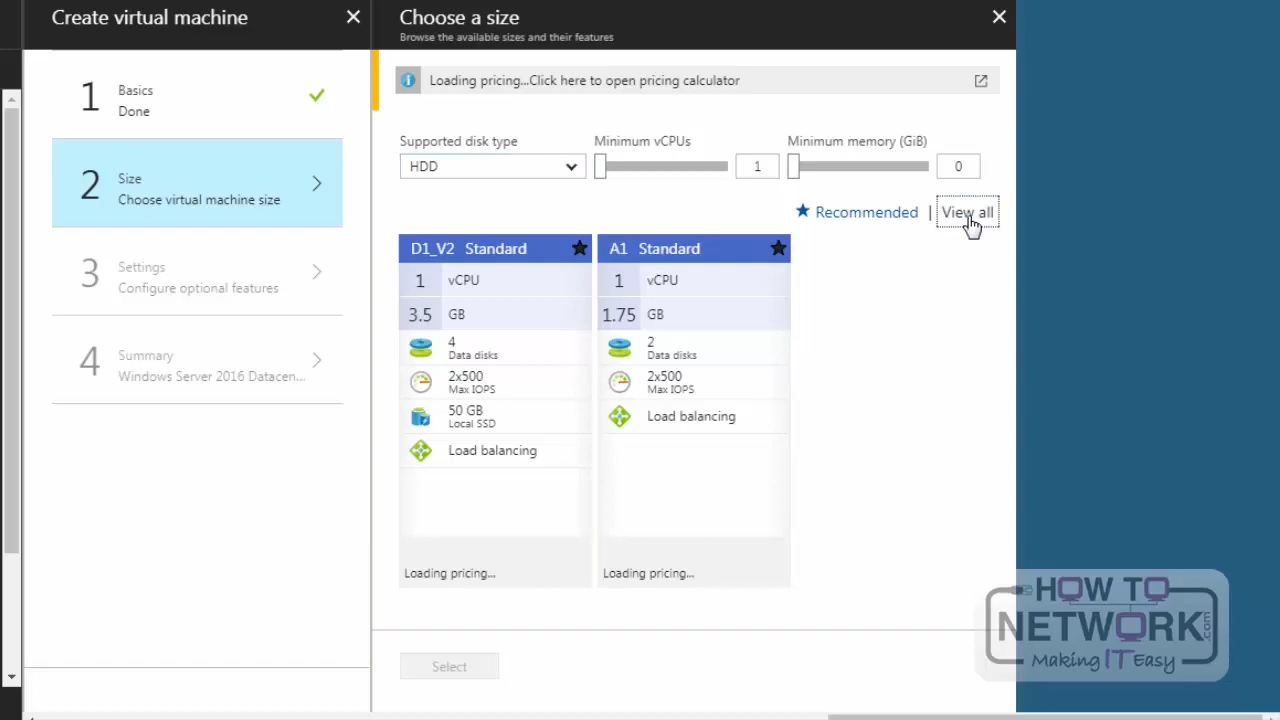 Create virtual machine
1
Basics
Done
2
Size
Choose virtual machine size
3
Settings
Configure optional features
4
Summary
Windows Server 2016 Datacen...
Choose a size
Browse the available sizes and their features
Loading pricing...Click here to open pricing calculator
Supported disk type
HDD
Minimum vCPUs
1
Minimum memory (GiB)
0
Recommended | View all
D1_V2 Standard
1 vCPU
3.5 GB
4
Data disks
2x500
Max IOPS
50 GB
Local SSD
Load balancing
Loading pricing...
A1 Standard
1 vCPU
1.75 GB
2
Data disks
2x500
Max IOPS
Load balancing
Loading pricing...
Select
HOW TO
NETWORK.com
Making IT Easy